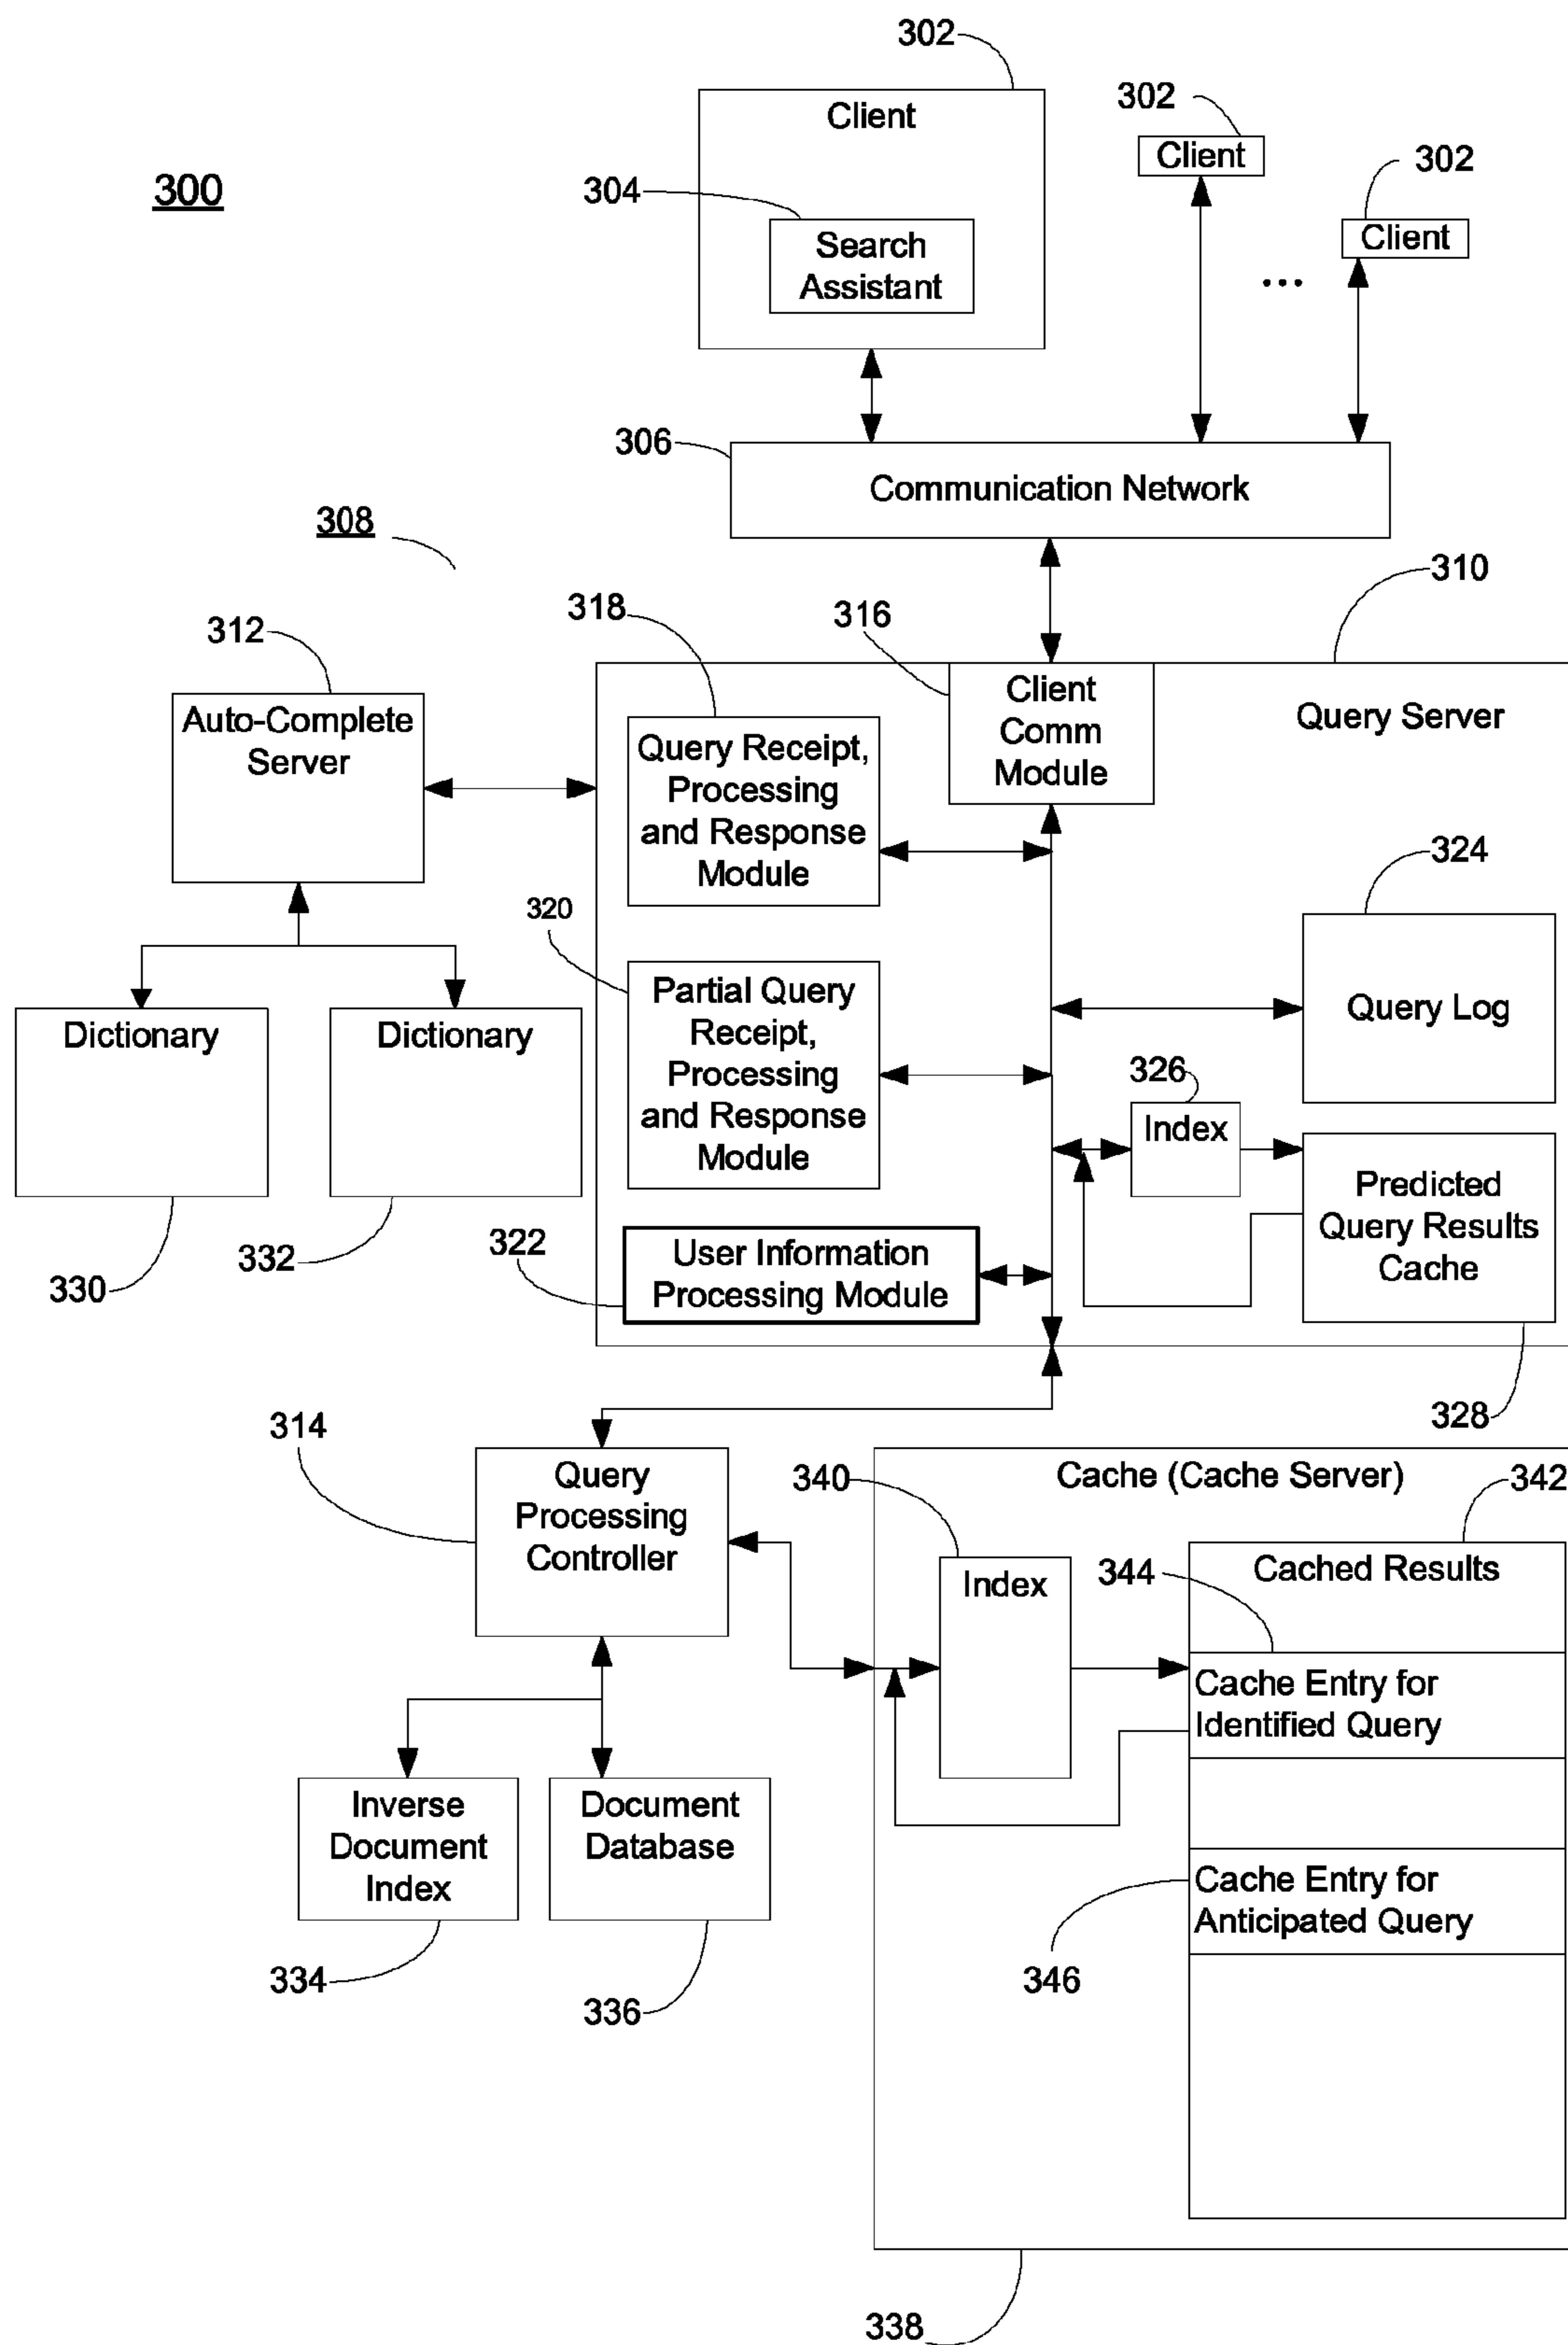 302
Client
302
Client
302
Client
300
304
Search
Assistant
...
306
Communication Network
308
310
312
318
316
Auto-Complete
Server
Query Receipt,
Processing
and Response
Module
Client
Comm
Module
Query Server
324
Query Log
320
Partial Query
Receipt,
Processing
and Response
Module
Dictionary
Dictionary
326
Index
Predicted
Query Results
Cache
322
User Information
Processing Module
330
332
328
314
Query
Processing
Controller
340
Cache (Cache Server)
342
Index
344
Cached Results
Cache Entry for
Identified Query
Inverse
Document
Index
Document
Database
Cache Entry for
Anticipated Query
334
336
346
338